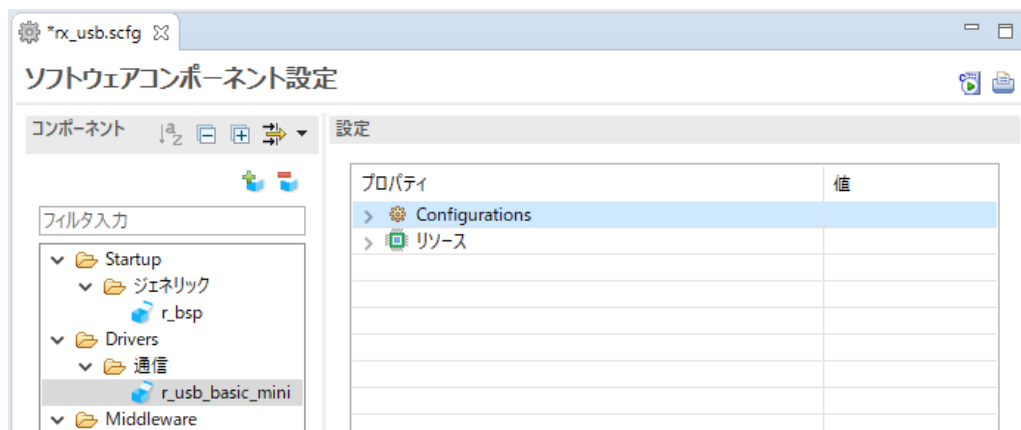 *rx_usb.scfg
ソフトウェアコンポーネント設定
コンポーネント
設定
フィルタ入力
Startup
ジェネリック
r_bsp
Drivers
通信
r_usb_basic_mini
Middleware
プロパティ 値
Configurations
リソース